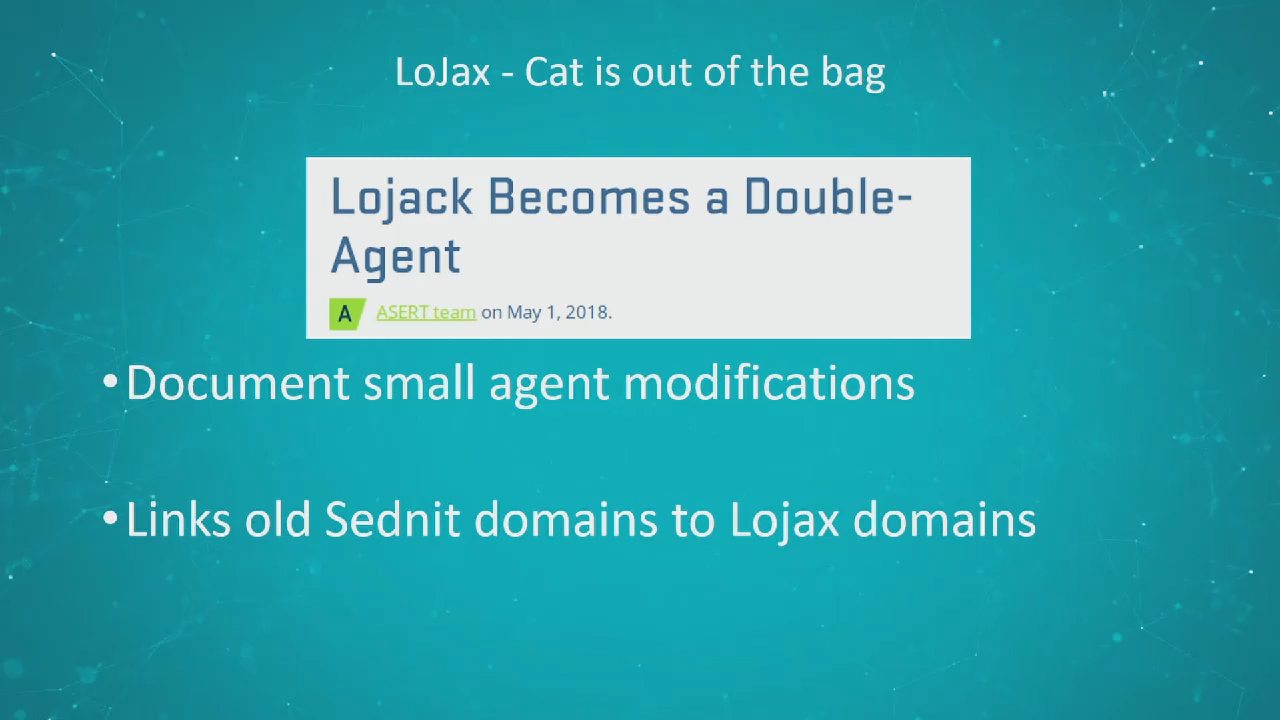 LoJax - Cat is out of the bag
Lojack Becomes a Double-
Agent
A ASERT team on May 1, 2018.
•Document small agent modifications
•Links old Sednit domains to Lojax domains